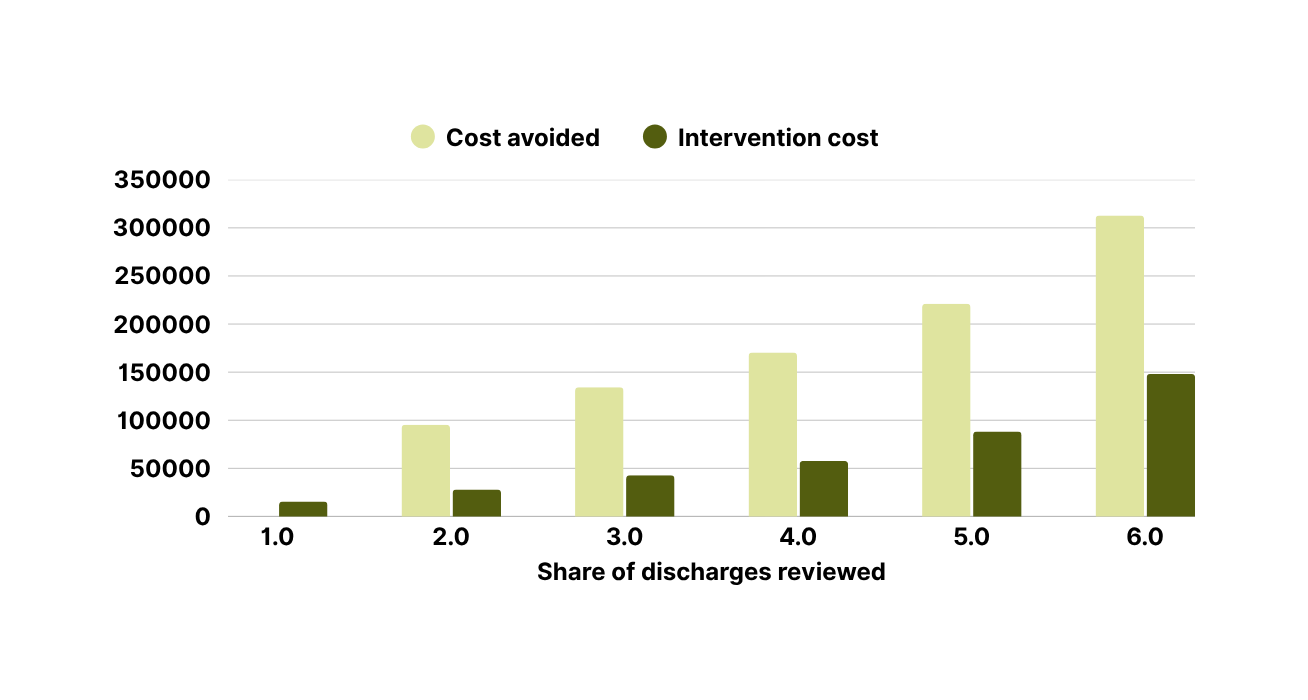 Cost avoided Intervention cost
350000
300000
250000
200000
150000
100000
50000
0
1.0 2.0 3.0 4.0 5.0 6.0
Share of discharges reviewed